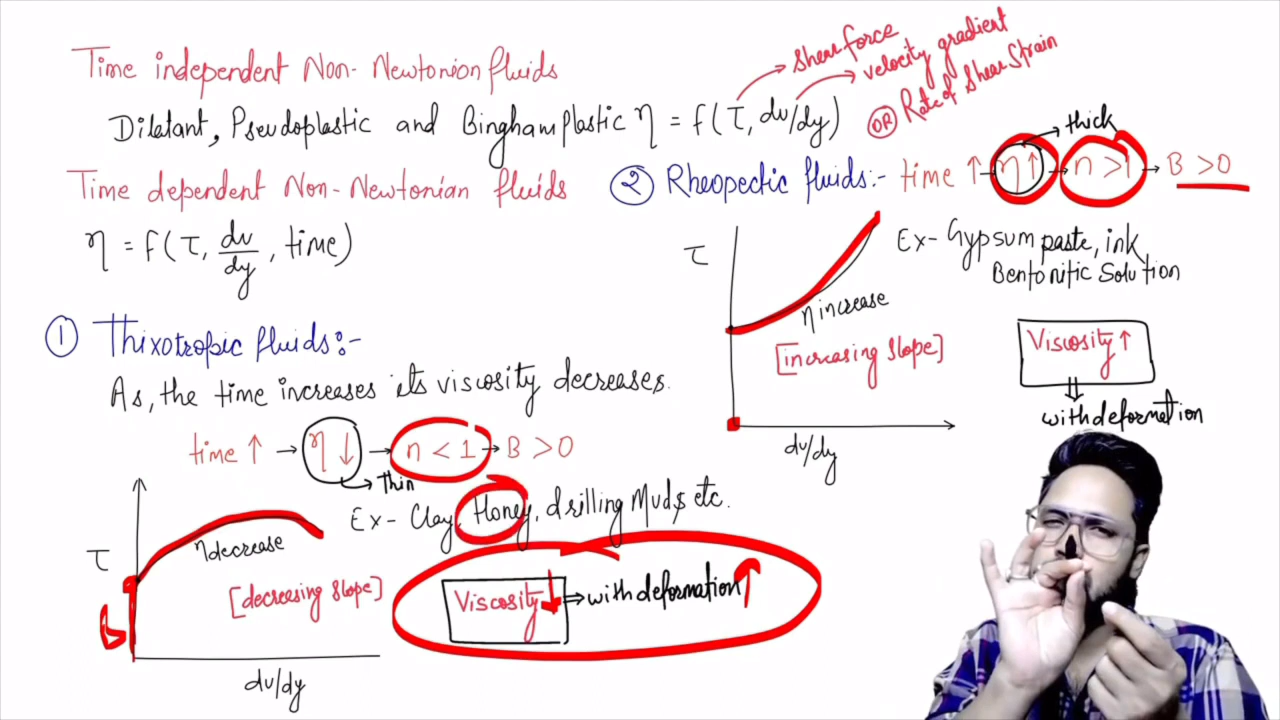 Time independent Non-Newtonion fluids
Dilatant, Pseudoplastic and Binghamplastic η = f(τ, dv/dy)
shear force
velocity gradient
OR Rate of shear strain
Time dependent Non-Newtonian fluids
η = f(τ, dv/dy, time)
① Thixotropic fluids:-
As, the time increases its viscosity decreases.
time ↑ → η ↓ → n < 1 → B > 0
→ Thin
Ex- Clay, Honey, drilling Muds etc.
τ
η decrease
[decreasing slope]
B
dv/dy
Viscosity ↓ ⇒ with deformation ↑
② Rheopectic fluids:- time ↑ → η ↑ → n > 1 → B > 0
→ thick
Ex- Gypsum paste, ink
Bentonitic Solution
τ
η increase
[increasing slope]
dv/dy
Viscosity ↑
⇓
with deformation